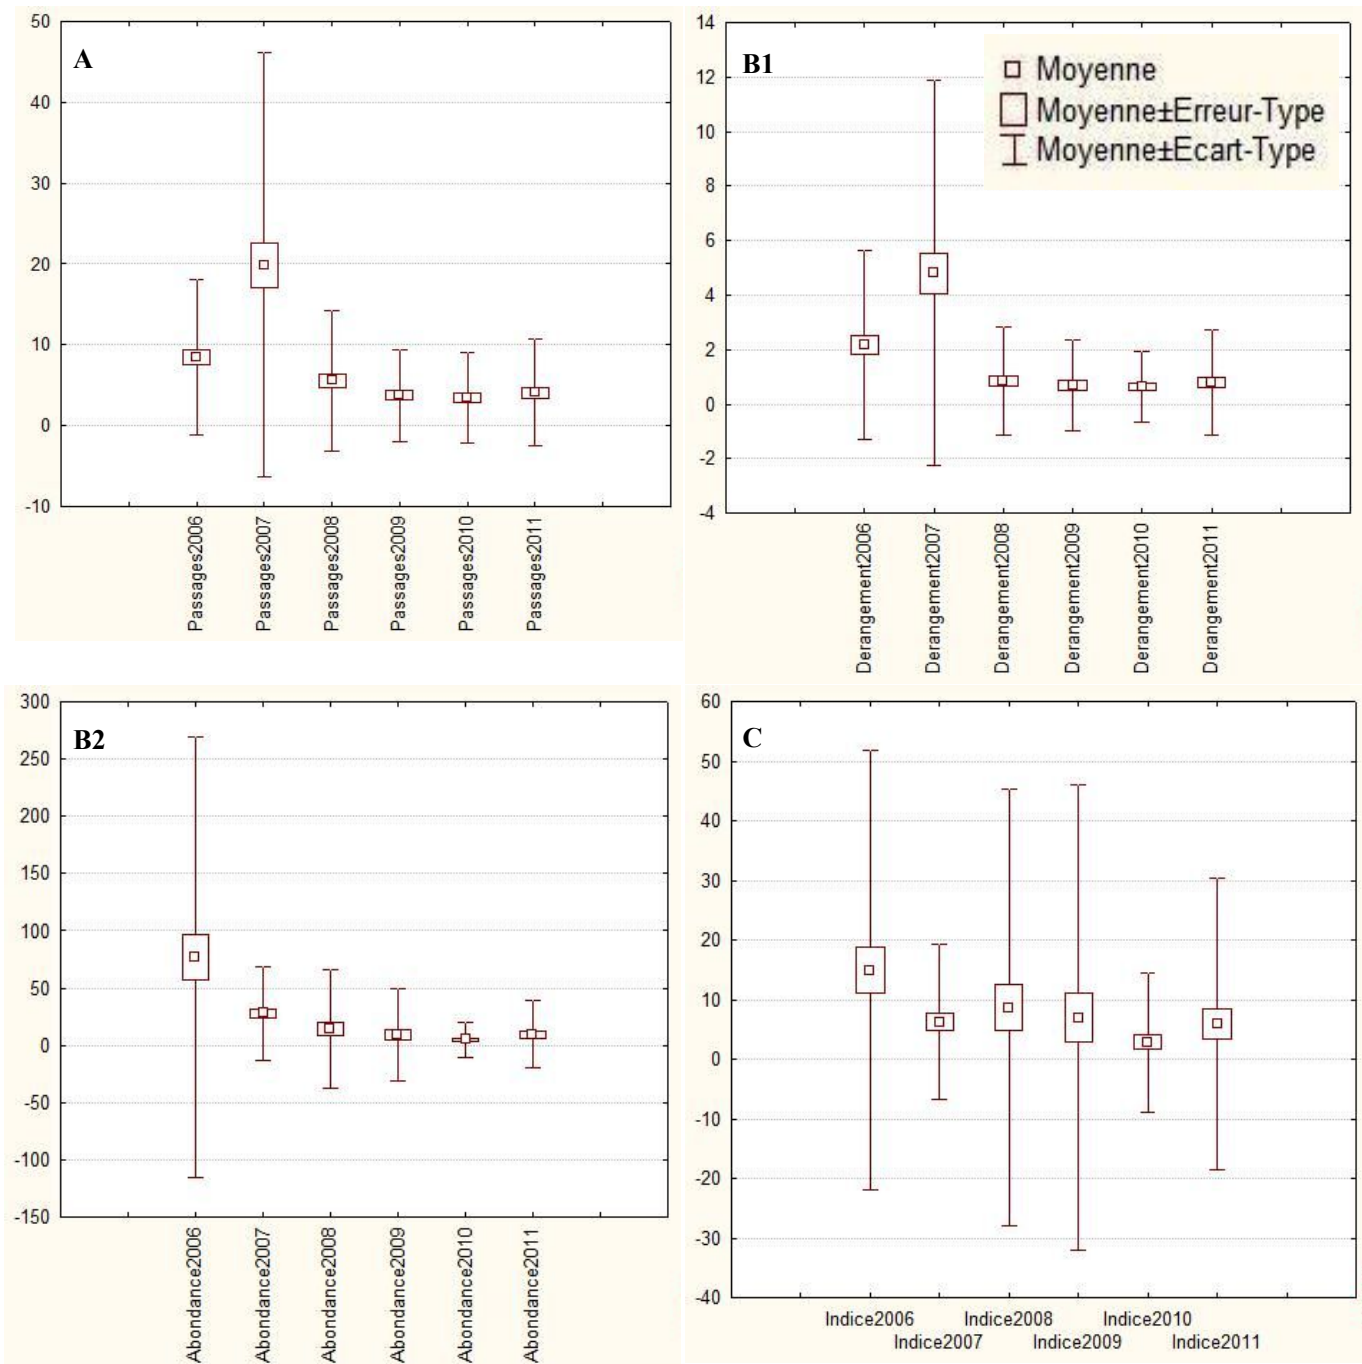 A
50
40
30
20
10
0
-10
Passages2006
Passages2007
Passages2008
Passages2009
Passages2010
Passages2011
B1
Moyenne
Moyenne±Erreur-Type
Moyenne±Ecart-Type
14
12
10
8
6
4
2
0
-2
-4
Derangement2006
Derangement2007
Derangement2008
Derangement2009
Derangement2010
Derangement2011
B2
300
250
200
150
100
50
0
-50
-100
-150
Abondance2006
Abondance2007
Abondance2008
Abondance2009
Abondance2010
Abondance2011
C
60
50
40
30
20
10
0
-10
-20
-30
-40
Indice2006
Indice2007
Indice2008
Indice2009
Indice2010
Indice2011